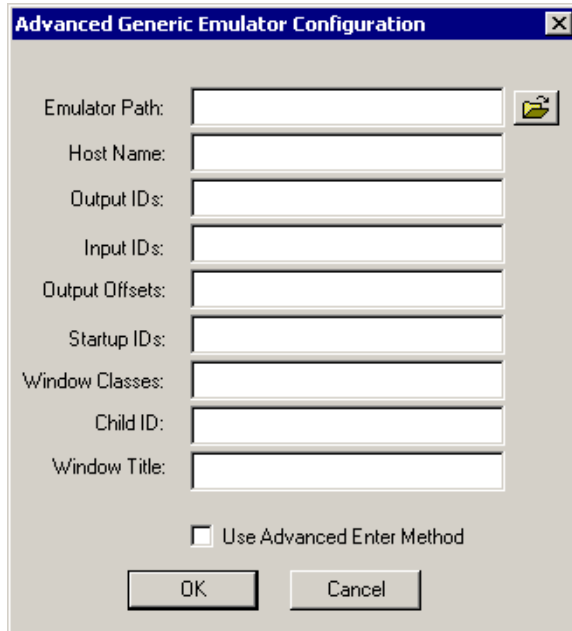 Advanced Generic Emulator Configuration
Emulator Path:
Host Name:
Output IDs:
Input IDs:
Output Offsets:
Startup IDs:
Window Classes:
Child ID:
Window Title:
Use Advanced Enter Method
OK Cancel